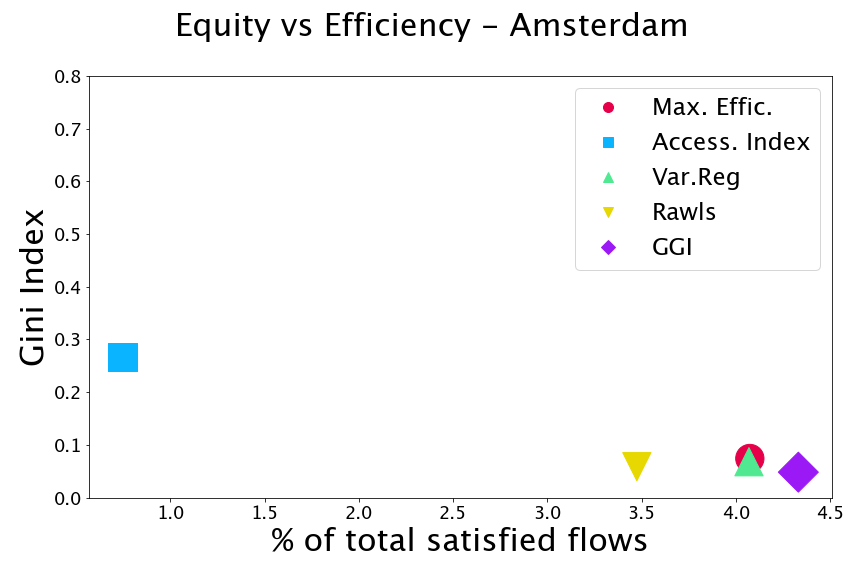 Equity vs Efficiency – Amsterdam
Gini Index
0.8
0.7
0.6
0.5
0.4
0.3
0.2
0.1
0.0
Max. Effic.
Access. Index
Var.Reg
Rawls
GGI
1.0 1.5 2.0 2.5 3.0 3.5 4.0 4.5
% of total satisfied flows